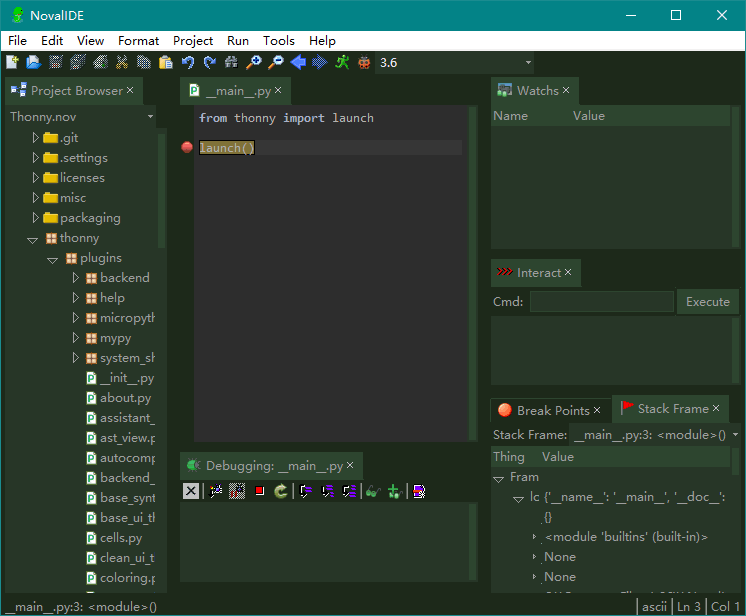 NovalIDE
File Edit View Format Project Run Tools Help
3.6
Project Browser
Thonny.nov
.git
.settings
licenses
misc
packaging
thonny
plugins
backend
help
micropyth
mypy
system_sh
__init__.py
about.py
assistant_
ast_view.p
autocomp
backend_
base_synt
base_ui_th
cells.py
clean_ui_t
coloring.p
__main__.py
from thonny import launch
launch()
Debugging: __main__.py
Watchs
Name Value
Interact
Cmd: Execute
Break Points Stack Frame
Stack Frame: __main__.py:3: <module>()
Thing Value
Fram
lc {'__name__': '__main__', '__doc__':
{}
<module 'builtins' (built-in)>
None
None
__main__.py:3: <module>() ascii Ln 3 Col 1